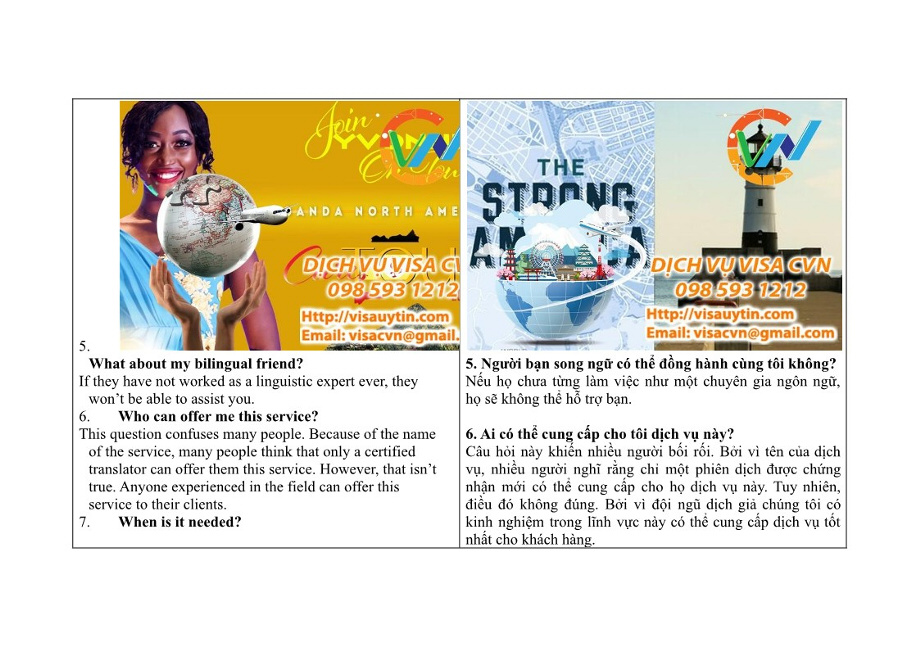 Join
YVONNE
On Tour
ANDA NORTH AME
TOU
CVN
DỊCH VỤ VISA CVN
098 593 1212
Http://visauytin.com
Email: visacvn@gmail.
THE
STRONG
AM
CVN
DỊCH VỤ VISA CVN
098 593 1212
Http://visauytin.com
Email: visacvn@gmail.com
5.
What about my bilingual friend?
If they have not worked as a linguistic expert ever, they
won’t be able to assist you.
6. Who can offer me this service?
This question confuses many people. Because of the name
of the service, many people think that only a certified
translator can offer them this service. However, that isn’t
true. Anyone experienced in the field can offer this
service to their clients.
7. When is it needed?
5. Người bạn song ngữ có thể đồng hành cùng tôi không?
Nếu họ chưa từng làm việc như một chuyên gia ngôn ngữ,
họ sẽ không thể hỗ trợ bạn.
6. Ai có thể cung cấp cho tôi dịch vụ này?
Câu hỏi này khiến nhiều người bối rối. Bởi vì tên của dịch
vụ, nhiều người nghĩ rằng chỉ một phiên dịch được chứng
nhận mới có thể cung cấp cho họ dịch vụ này. Tuy nhiên,
điều đó không đúng. Bởi vì đội ngũ dịch giả chúng tôi có
kinh nghiệm trong lĩnh vực này có thể cung cấp dịch vụ tốt
nhất cho khách hàng.